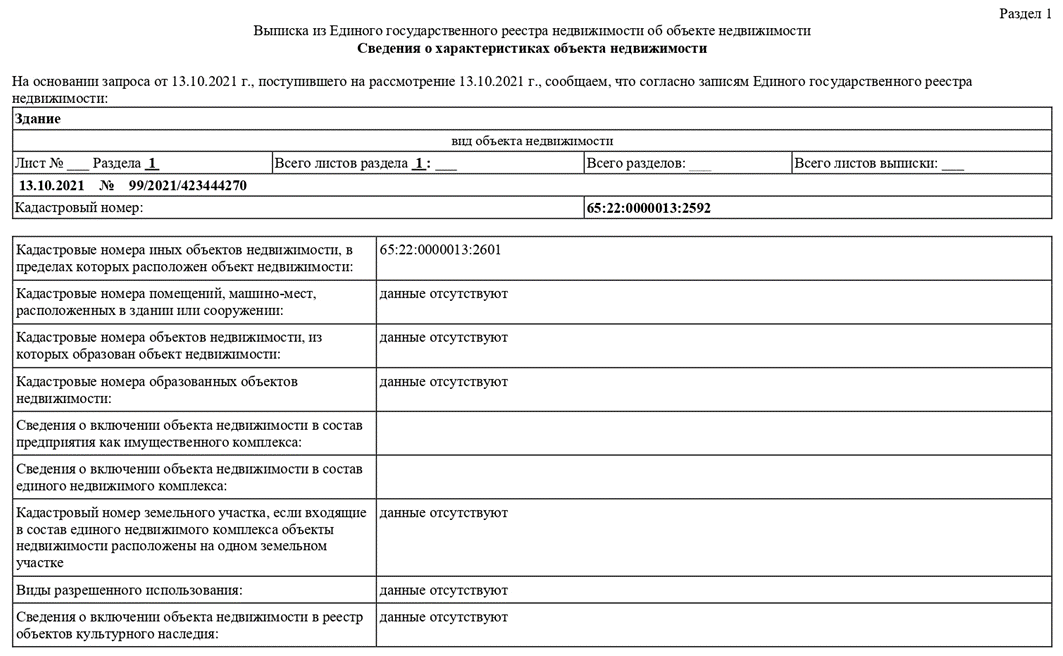 Раздел 1
Выписка из Единого государственного реестра недвижимости об объекте недвижимости
Сведения о характеристиках объекта недвижимости
На основании запроса от 13.10.2021 г., поступившего на рассмотрение 13.10.2021 г., сообщаем, что согласно записям Единого государственного реестра
недвижимости:
Здание
вид объекта недвижимости
Лист № ___ Раздела 1 Всего листов раздела 1 : ___ Всего разделов: ___ Всего листов выписки: ___
13.10.2021 № 99/2021/423444270
Кадастровый номер: 65:22:0000013:2592
Кадастровые номера иных объектов недвижимости, в 65:22:0000013:2601
пределах которых расположен объект недвижимости:
Кадастровые номера помещений, машино-мест, данные отсутствуют
расположенных в здании или сооружении:
Кадастровые номера объектов недвижимости, из данные отсутствуют
которых образован объект недвижимости:
Кадастровые номера образованных объектов данные отсутствуют
недвижимости:
Сведения о включении объекта недвижимости в состав
предприятия как имущественного комплекса:
Сведения о включении объекта недвижимости в состав
единого недвижимого комплекса:
Кадастровый номер земельного участка, если входящие данные отсутствуют
в состав единого недвижимого комплекса объекты
недвижимости расположены на одном земельном
участке
Виды разрешенного использования: данные отсутствуют
Сведения о включении объекта недвижимости в реестр данные отсутствуют
объектов культурного наследия: